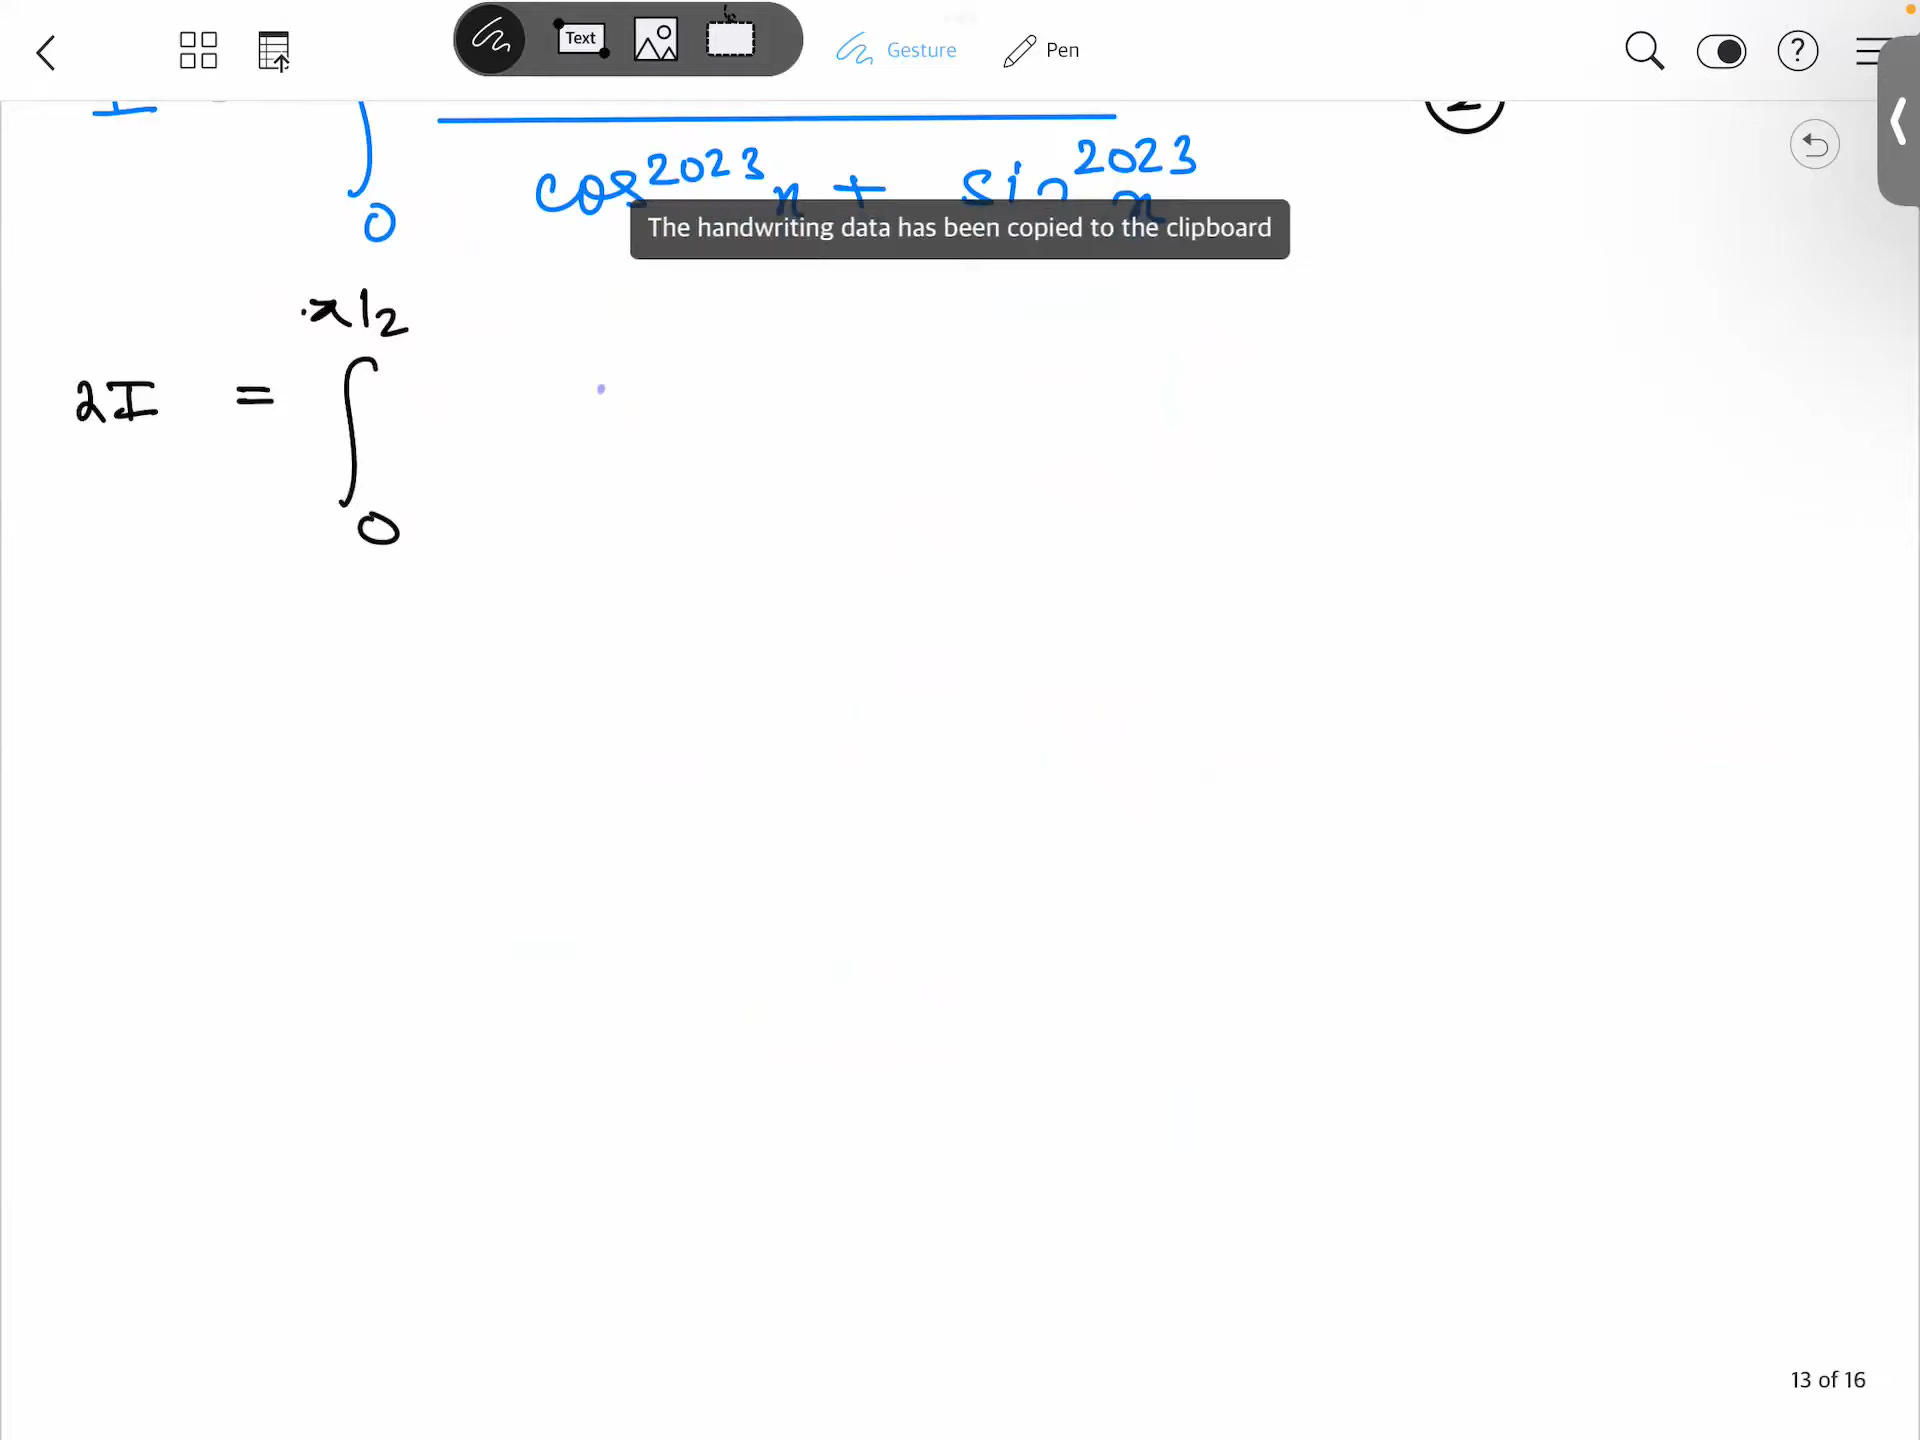 Text Gesture Pen ?
I ∫ 2
cos²⁰²³x + sin²⁰²³x
0
The handwriting data has been copied to the clipboard
π/2
2I = ∫
0
13 of 16